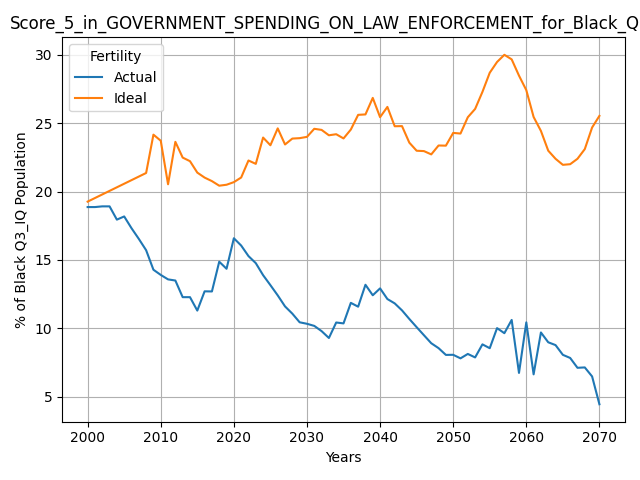 Score_5_in_GOVERNMENT_SPENDING_ON_LAW_ENFORCEMENT_for_Black_Q
Fertility
Actual
Ideal
% of Black Q3_IQ Population
30
25
20
15
10
5
2000 2010 2020 2030 2040 2050 2060 2070
Years